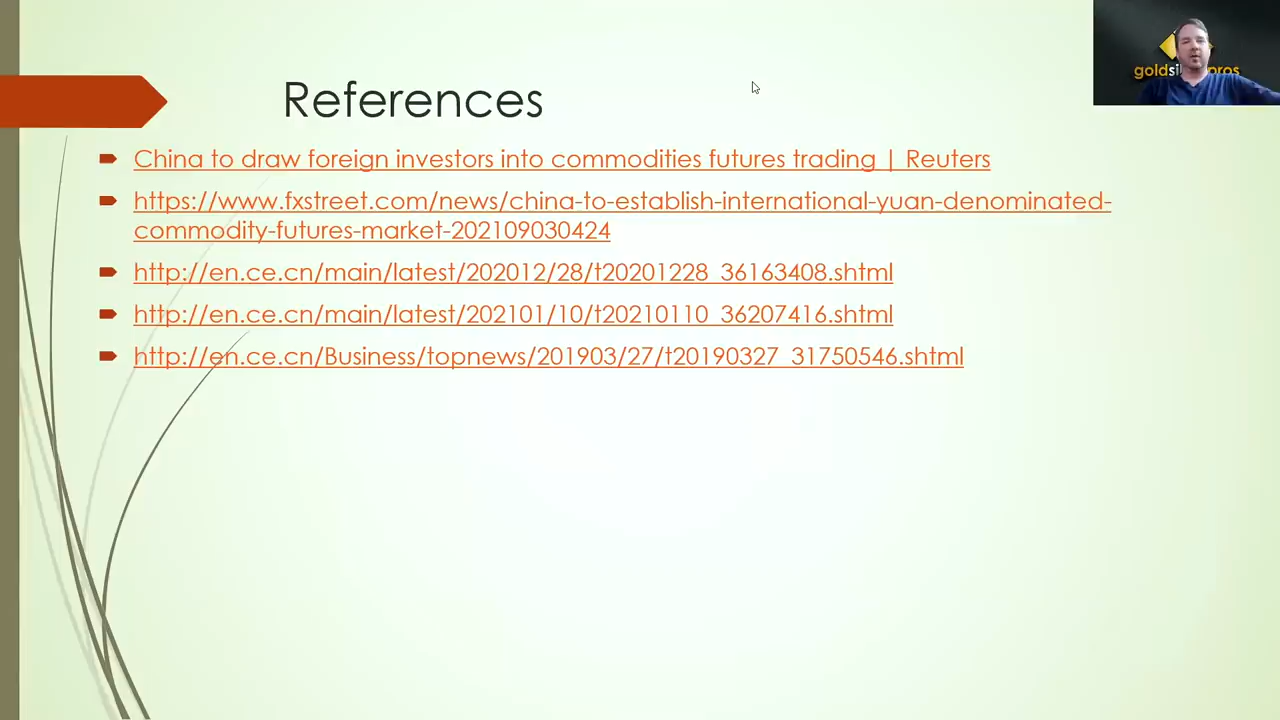 References
China to draw foreign investors into commodities futures trading | Reuters
https://www.fxstreet.com/news/china-to-establish-international-yuan-denominated-
commodity-futures-market-202109030424
http://en.ce.cn/main/latest/202012/28/t20201228_36163408.shtml
http://en.ce.cn/main/latest/202101/10/t20210110_36207416.shtml
http://en.ce.cn/Business/topnews/201903/27/t20190327_31750546.shtml